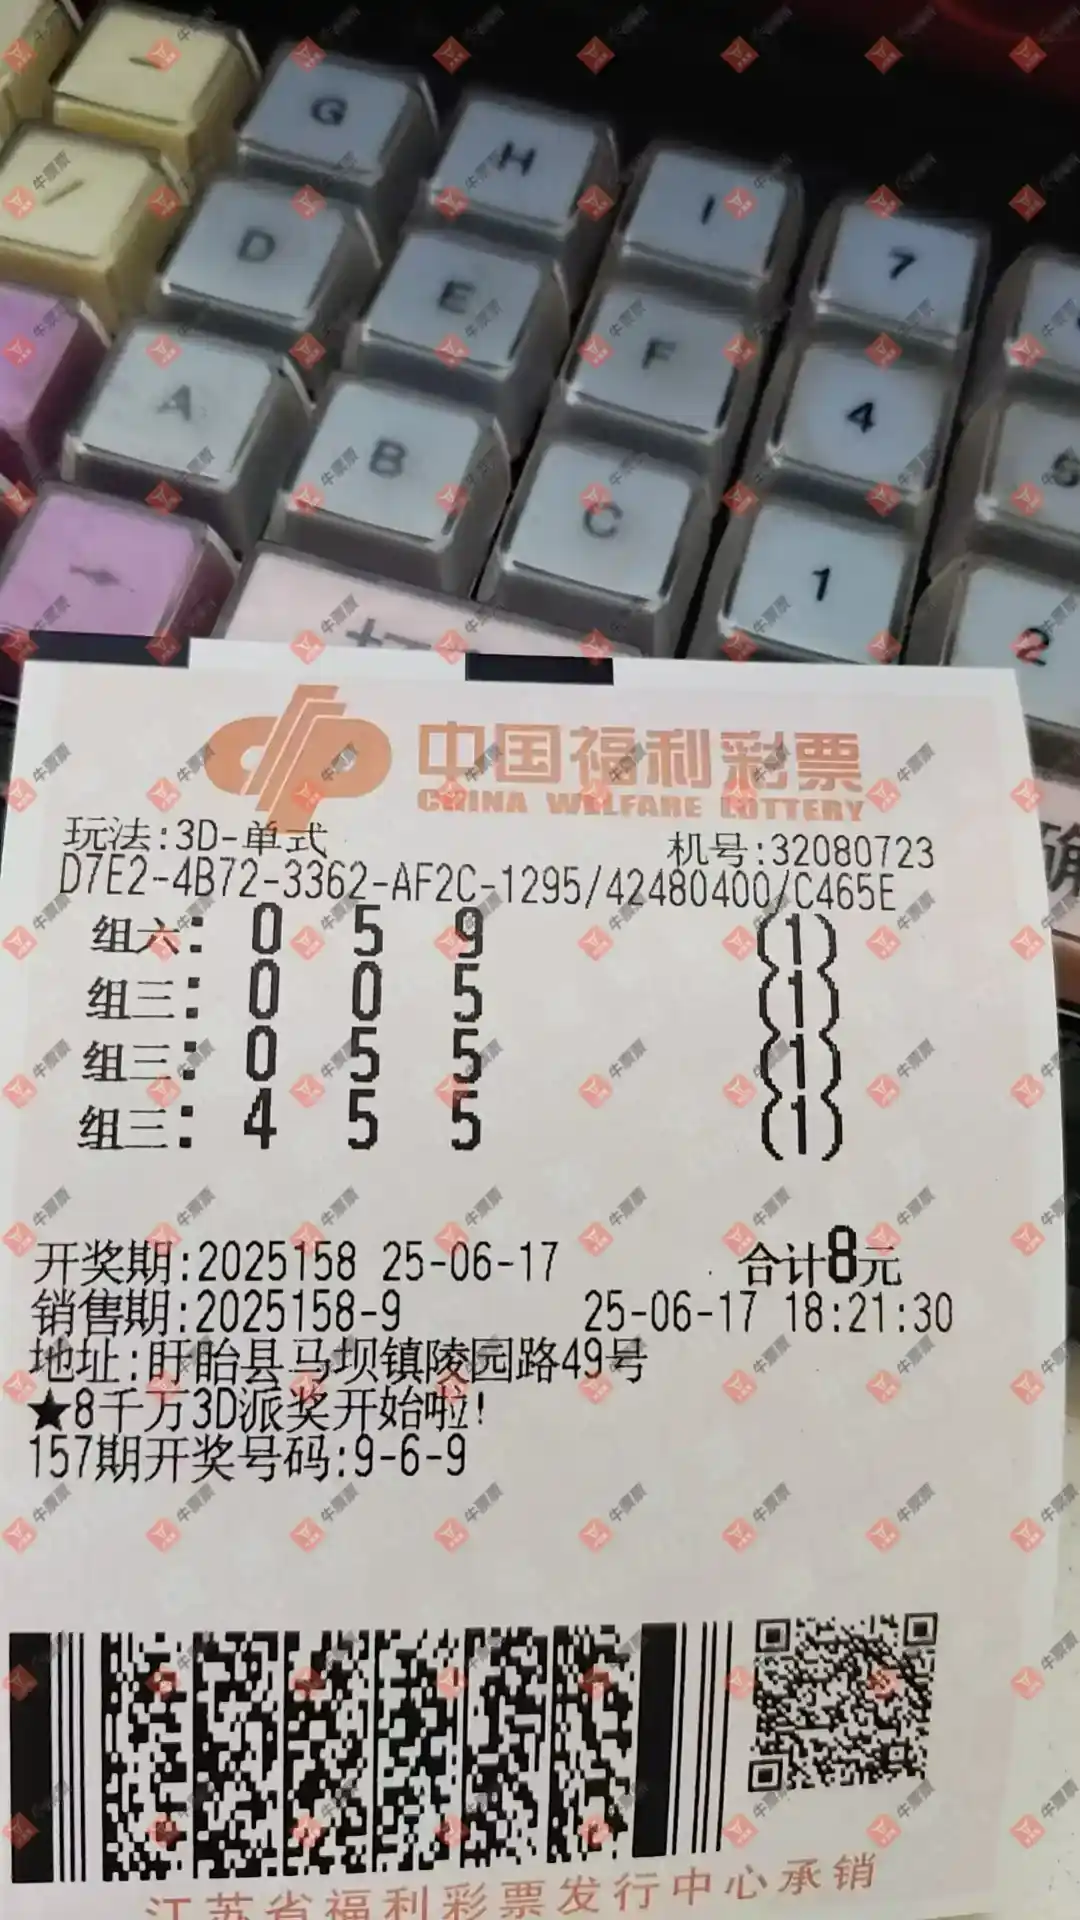 G
H
I
7
D
E
F
4
A
B
C
1
2
中国福利彩票
CHINA WELFARE LOTTERY
玩法:3D-单式 机号:32080723
D7E2-4B72-3362-AF2C-1295/42480400/C465E
组六: 0 5 9 (1)
组三: 0 0 5 (1)
组三: 0 5 5 (1)
组三: 4 5 5 (1)
开奖期:2025158 25-06-17 合计8元
销售期:2025158-9 25-06-17 18:21:30
地址:盱眙县马坝镇陵园路49号
★8千万3D派奖开始啦!
157期开奖号码:9-6-9
江苏省福利彩票发行中心承销
牛票票